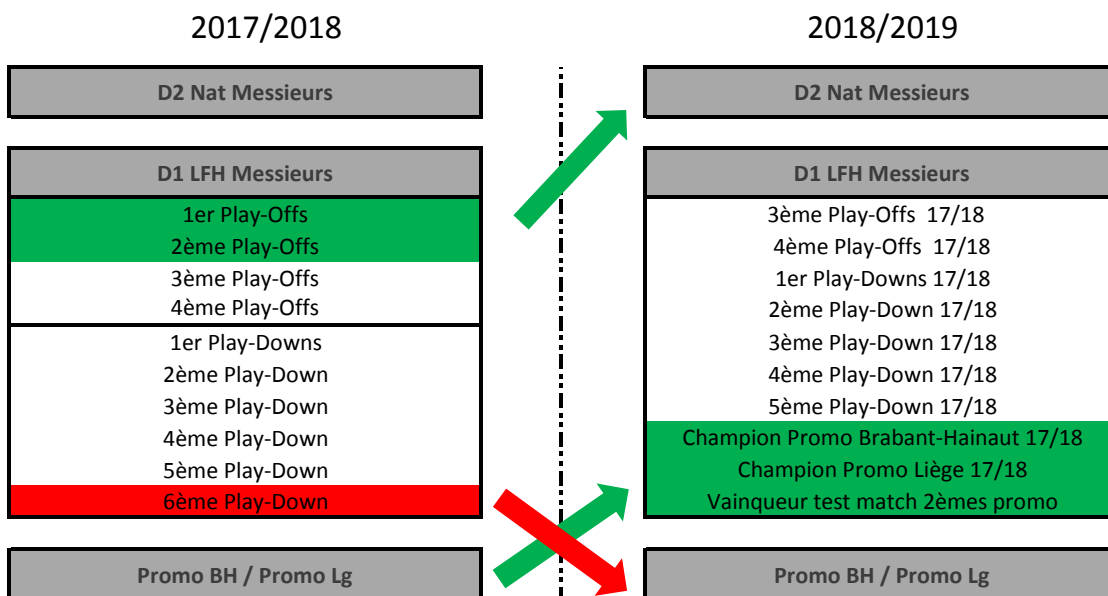 2017/2018
D2 Nat Messieurs
D1 LFH Messieurs
1er Play-Offs
2ème Play-Offs
3ème Play-Offs
4ème Play-Offs
1er Play-Downs
2ème Play-Down
3ème Play-Down
4ème Play-Down
5ème Play-Down
6ème Play-Down
Promo BH / Promo Lg
2018/2019
D2 Nat Messieurs
D1 LFH Messieurs
3ème Play-Offs 17/18
4ème Play-Offs 17/18
1er Play-Downs 17/18
2ème Play-Down 17/18
3ème Play-Down 17/18
4ème Play-Down 17/18
5ème Play-Down 17/18
Champion Promo Brabant-Hainaut 17/18
Champion Promo Liège 17/18
Vainqueur test match 2èmes promo
Promo BH / Promo Lg